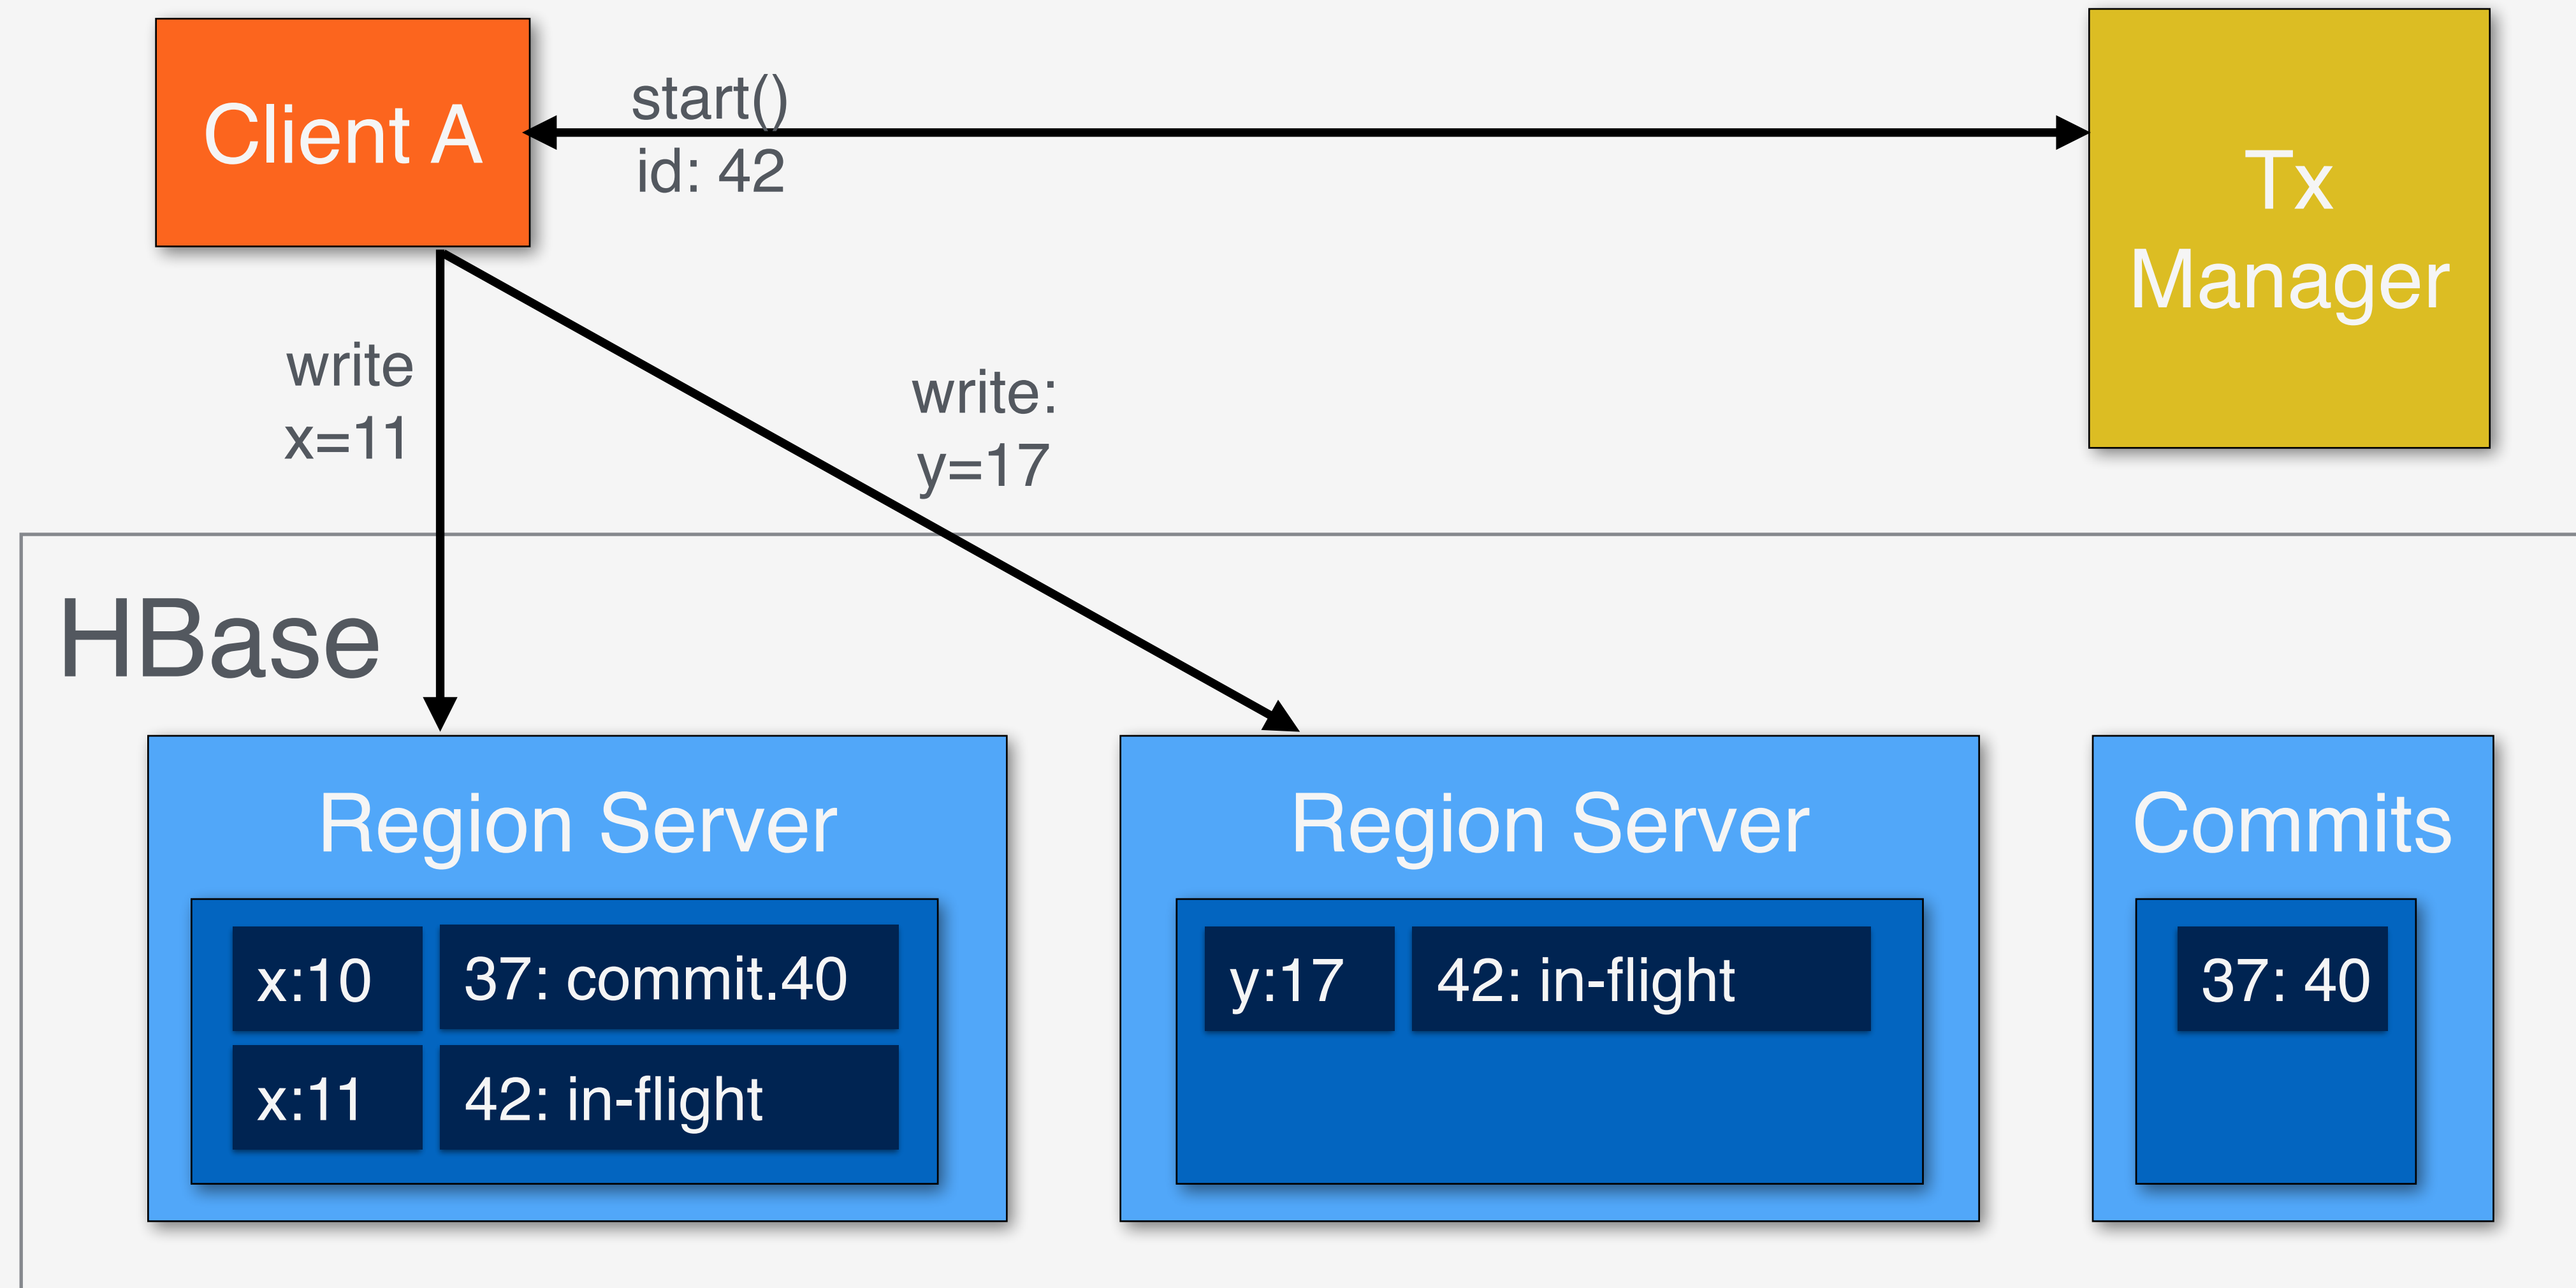 Client A
start()
id: 42
Tx
Manager
write
x=11
write:
y=17
HBase
Region Server
x:10
37: commit.40
x:11
42: in-flight
Region Server
y:17
42: in-flight
Commits
37: 40